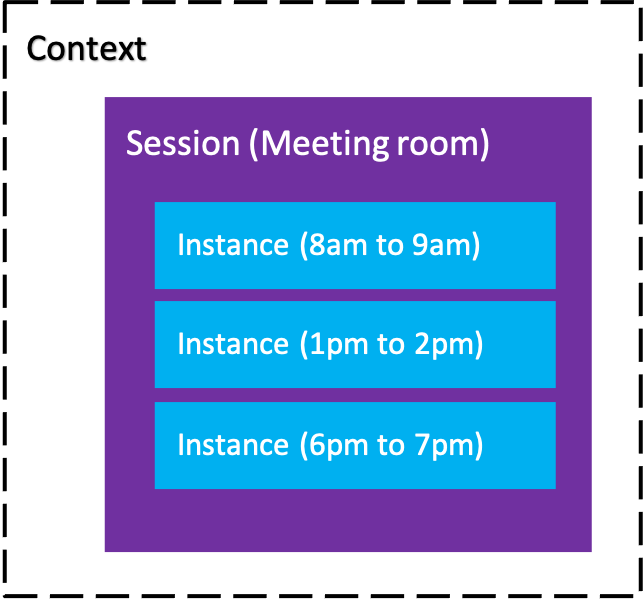 Context
Session (Meeting room)
Instance (8am to 9am)
Instance (1pm to 2pm)
Instance (6pm to 7pm)